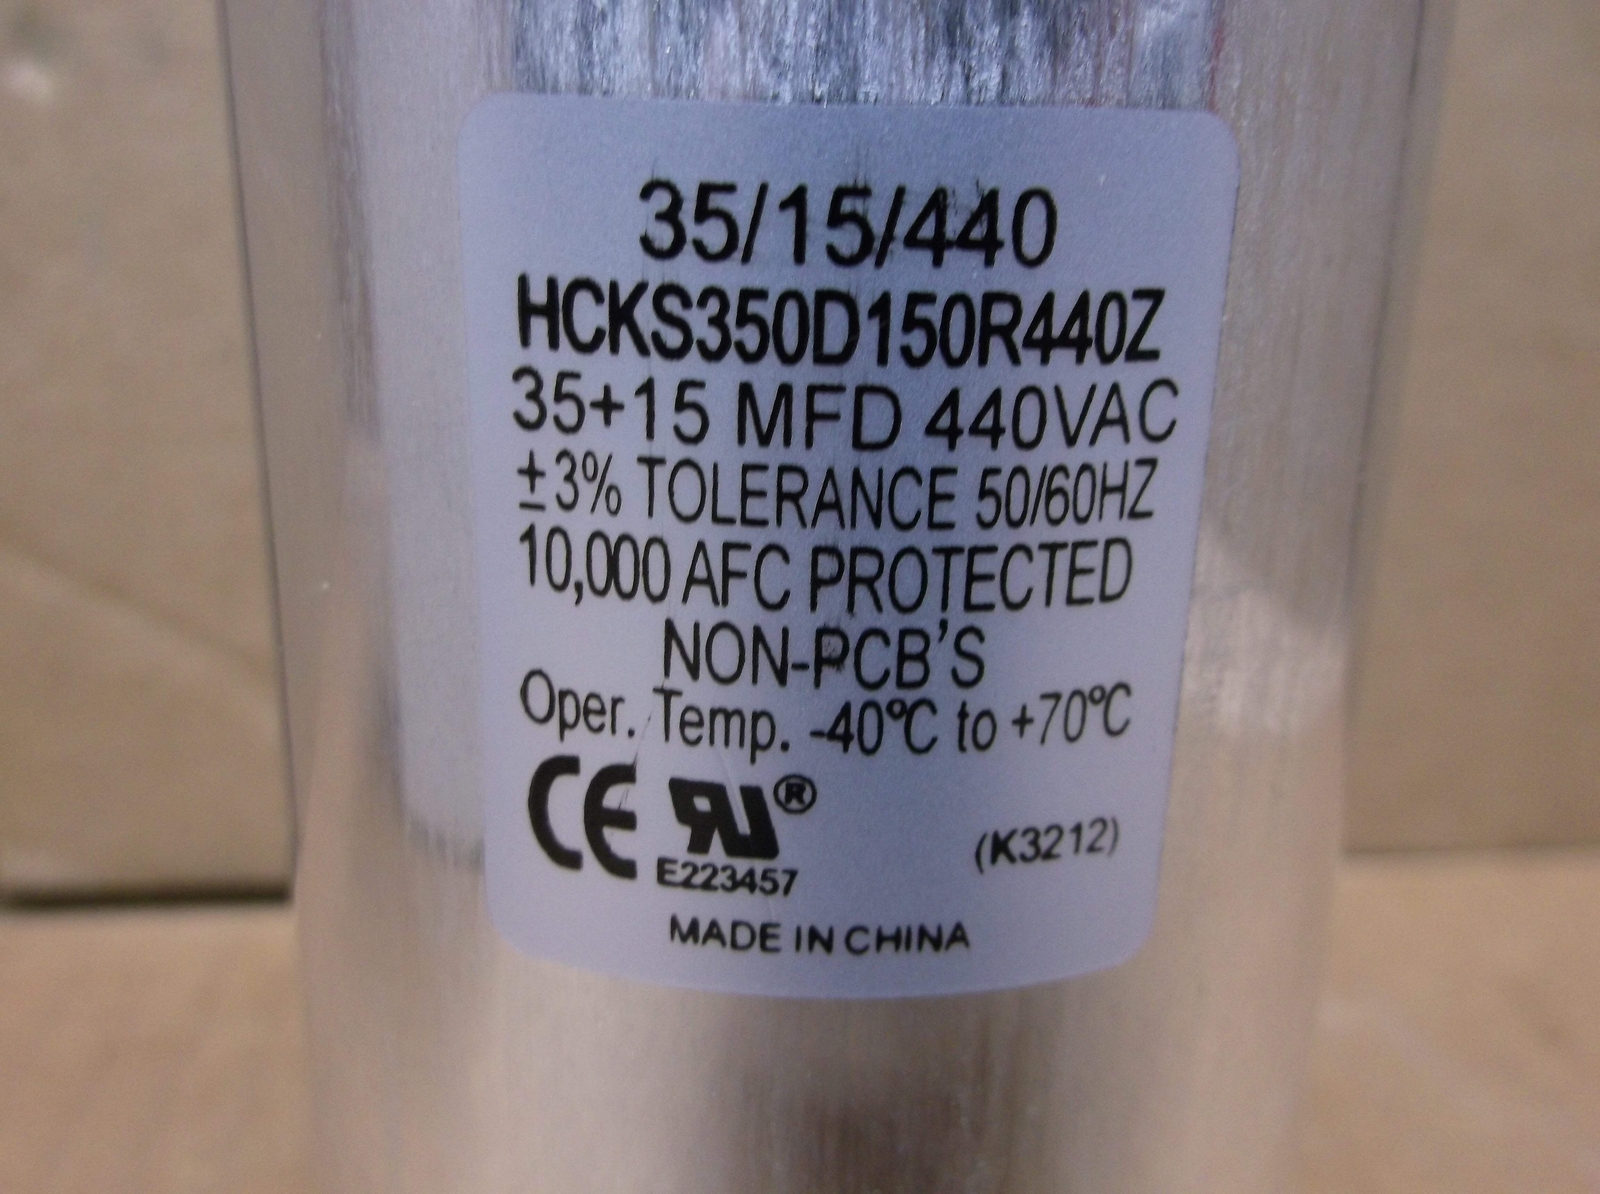 35/15/440
HCKS350D150R440Z
35+15 MFD 440VAC
±3% TOLERANCE 50/60HZ
10,000 AFC PROTECTED
NON-PCB'S
Oper. Temp. -40°C to +70°C
CE RU®
E223457
(K3212)
MADE IN CHINA